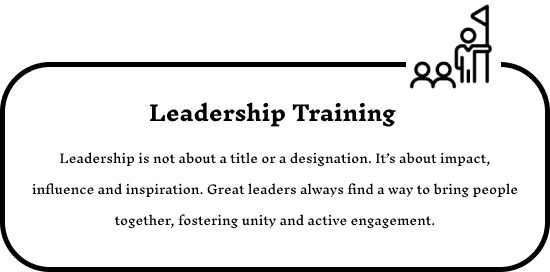 Leadership Training
Leadership is not about a title or a designation. It’s about impact,
influence and inspiration. Great leaders always find a way to bring people
together, fostering unity and active engagement.